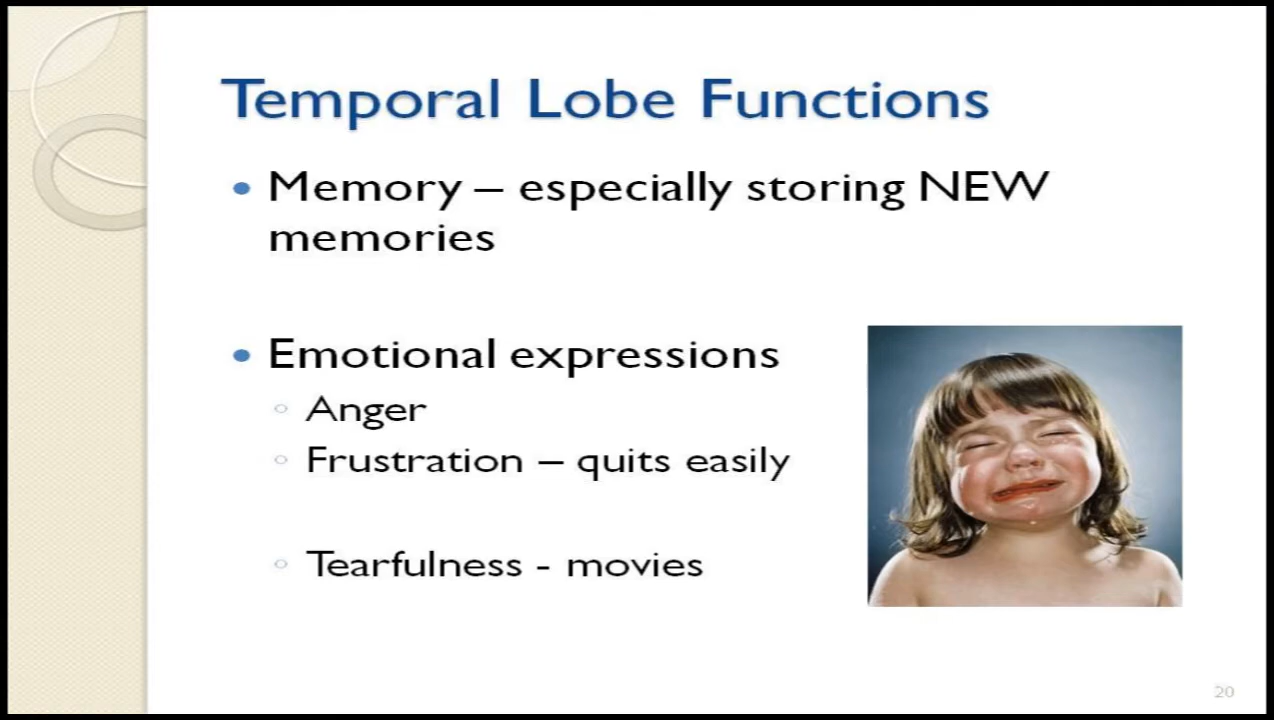 Temporal Lobe Functions
• Memory – especially storing NEW
memories
• Emotional expressions
◦ Anger
◦ Frustration – quits easily
◦ Tearfulness - movies
20